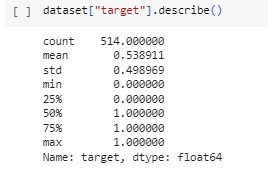 [ ] dataset["target"].describe()
count 514.000000
mean 0.538911
std 0.498969
min 0.000000
25% 0.000000
50% 1.000000
75% 1.000000
max 1.000000
Name: target, dtype: float64